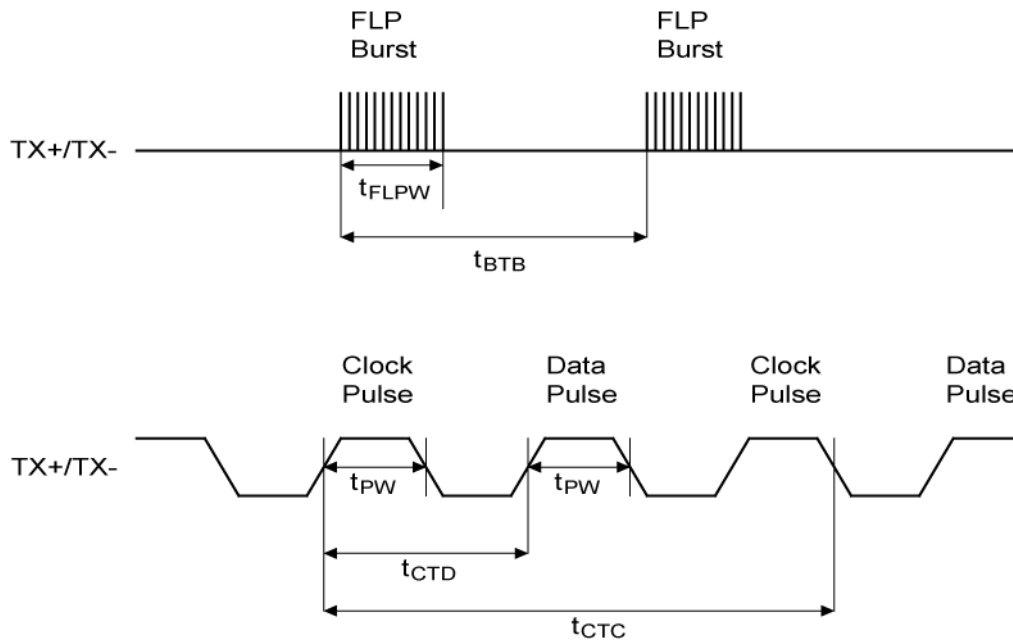 FLP
Burst
FLP
Burst
TX+/TX-
tFLPW
tBTB
Clock
Pulse
Data
Pulse
Clock
Pulse
Data
Pulse
TX+/TX-
tPW
tPW
tCTD
tCTC